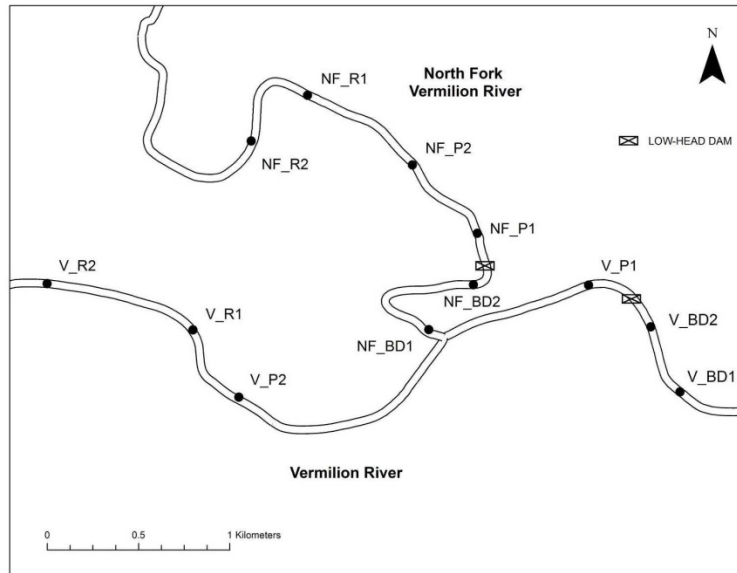 NF_R1
North Fork
Vermilion River
N
LOW-HEAD DAM
NF_R2
NF_P2
NF_P1
V_R2
V_P1
NF_BD2
V_R1
NF_BD1
V_BD2
V_P2
V_BD1
Vermilion River
0 0.5 1 Kilometers